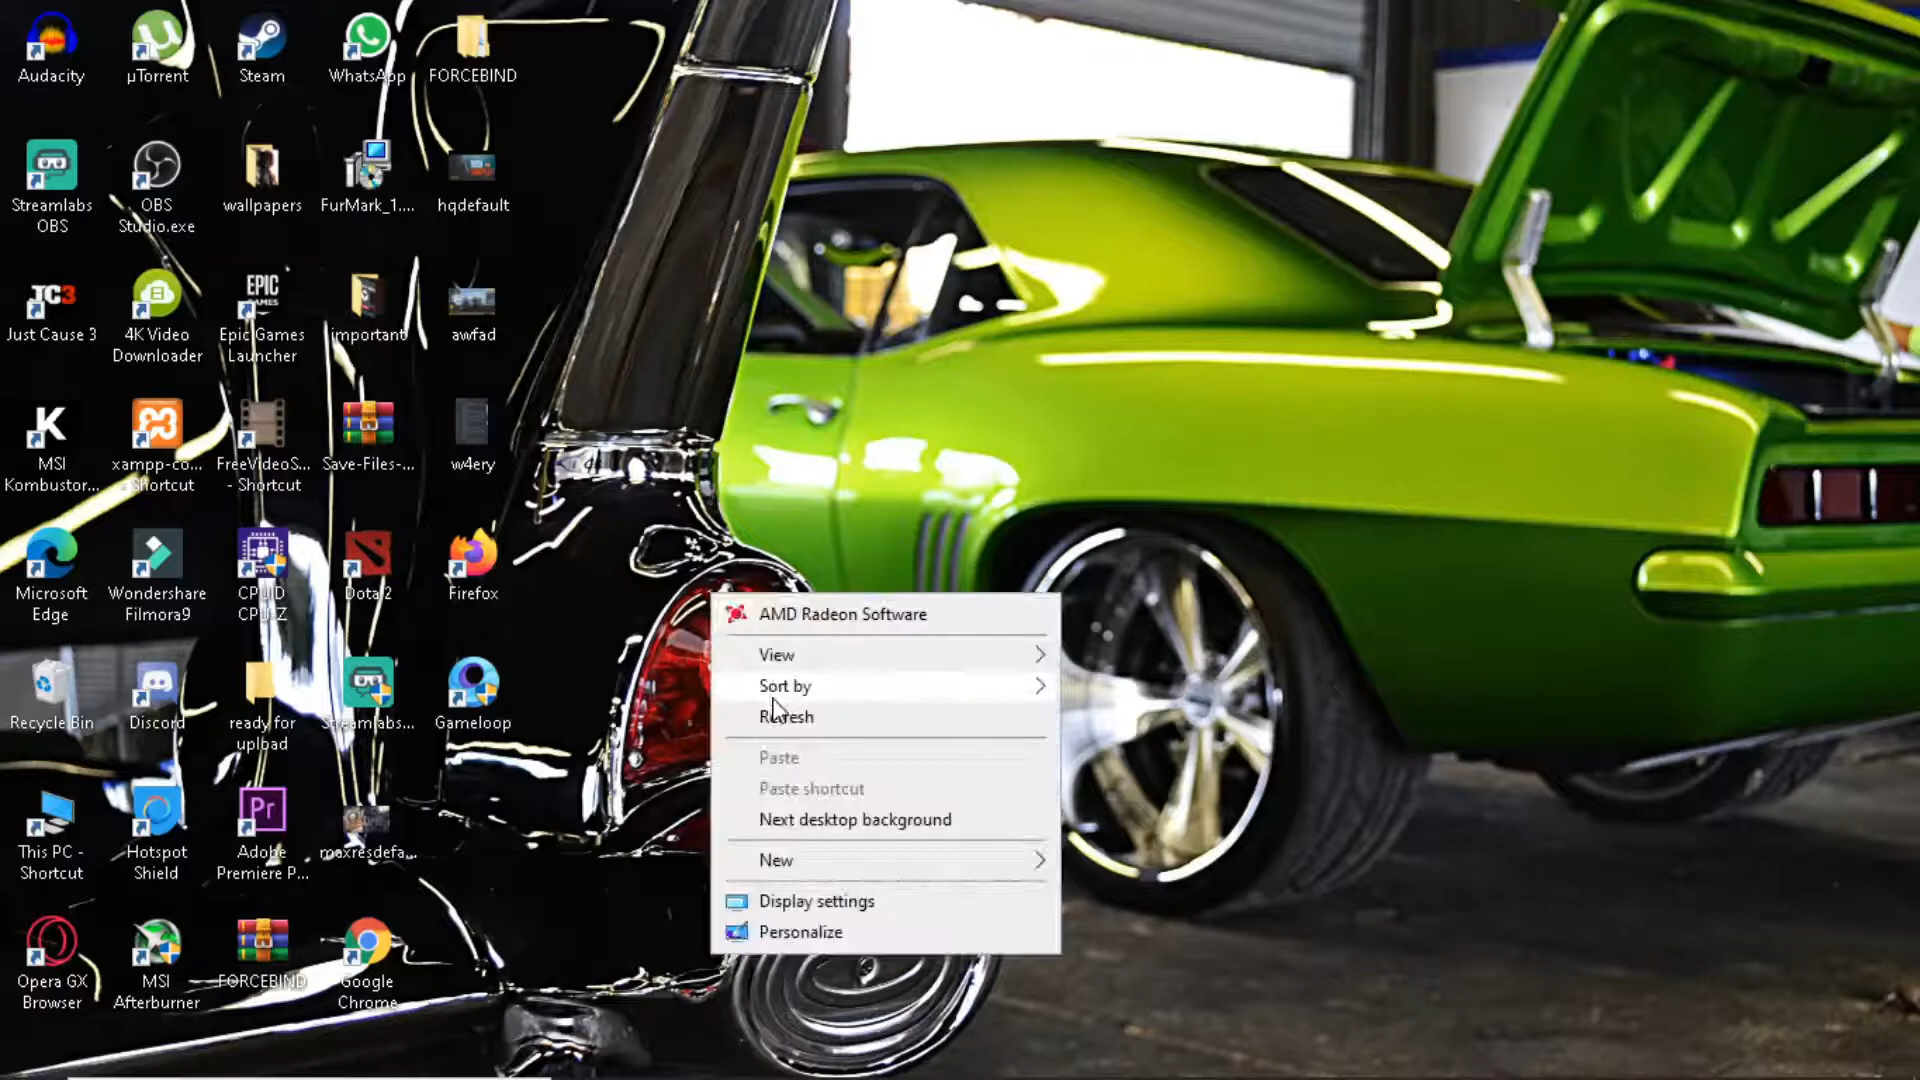 Audacity
µTorrent
Steam
WhatsApp
FORCEBIND
Streamlabs
OBS
OBS
Studio.exe
wallpapers
FurMark_1....
hqdefault
JC3
Just Cause 3
4K Video
Downloader
EPIC
GAMES
Epic Games
Launcher
important
awfad
K
MSI
Kombustor...
xampp-co...
- Shortcut
FreeVideoS...
- Shortcut
Save-Files-...
w4ery
Microsoft
Edge
Wondershare
Filmora9
CPUID
CPU-Z
Dota 2
Firefox
Recycle Bin
Discord
ready for
upload
Streamlabs...
Gameloop
This PC -
Shortcut
Hotspot
Shield
Pr
Adobe
Premiere P...
maxresdefa...
Opera GX
Browser
MSI
Afterburner
FORCEBIND
Google
Chrome
AMD Radeon Software
View
Sort by
Refresh
Paste
Paste shortcut
Next desktop background
New
Display settings
Personalize